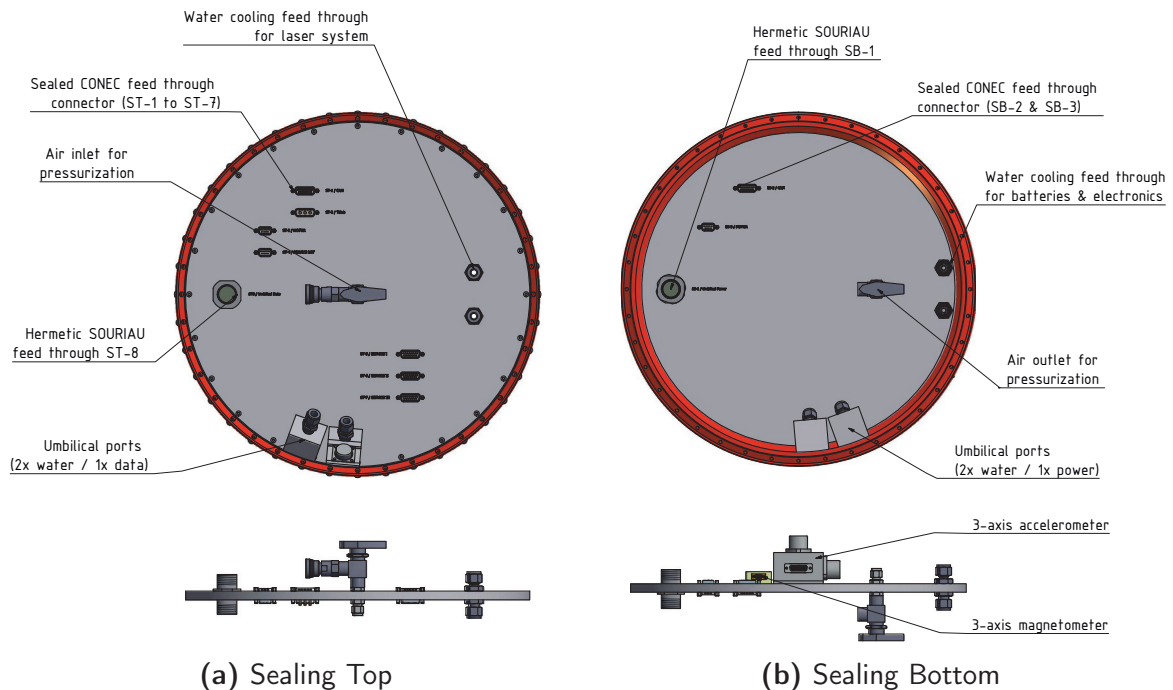 Water cooling feed through
for laser system
Sealed CONEC feed through
connector (ST-1 to ST-7)
Air inlet for
pressurization
Hermetic SOURIAU
feed through ST-8
Umbilical ports
(2x water / 1x data)
(a) Sealing Top
Hermetic SOURIAU
feed through SB-1
Sealed CONEC feed through
connector (SB-2 & SB-3)
Water cooling feed through
for batteries & electronics
Air outlet for
pressurization
Umbilical ports
(2x water / 1x power)
3-axis accelerometer
3-axis magnetometer
(b) Sealing Bottom